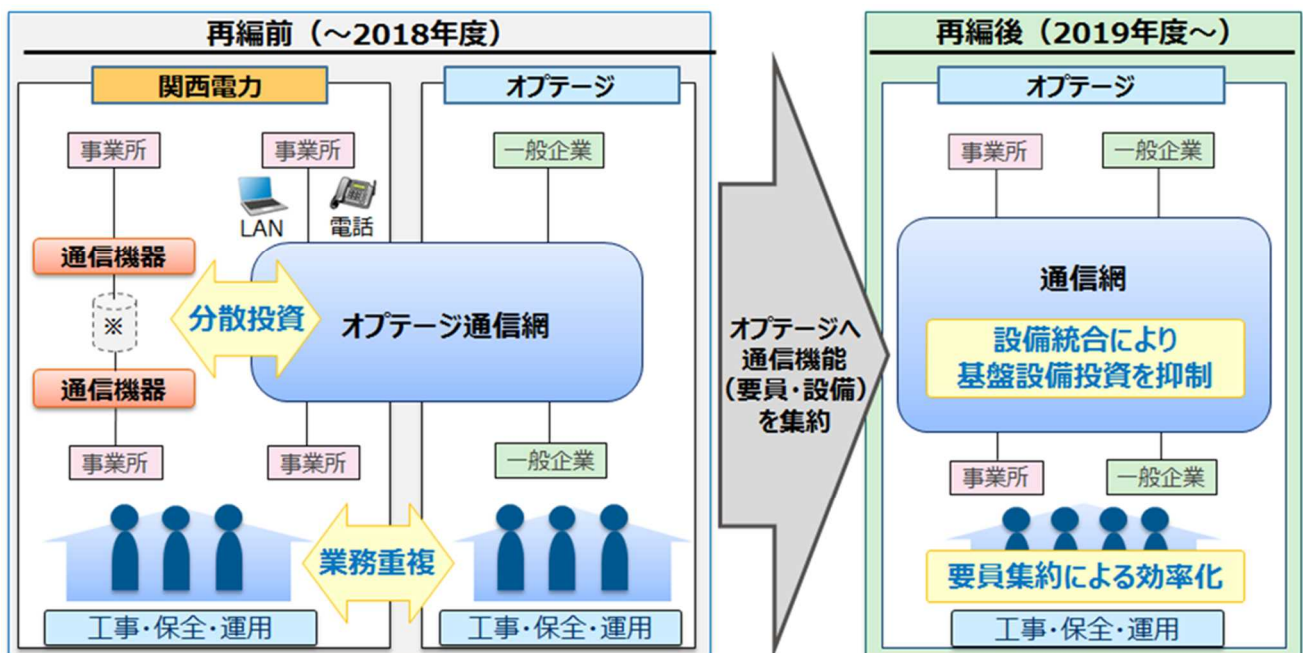 再編前（～2018年度）
関西電力
オプテージ
事業所
事業所
一般企業
LAN
電話
通信機器
※
分散投資
オプテージ通信網
通信機器
事業所
事業所
一般企業
業務重複
工事・保全・運用
工事・保全・運用
オプテージへ
通信機能
（要員・設備）
を集約
再編後（2019年度～）
オプテージ
事業所
一般企業
通信網
設備統合により
基盤設備投資を抑制
事業所
一般企業
要員集約による効率化
工事・保全・運用